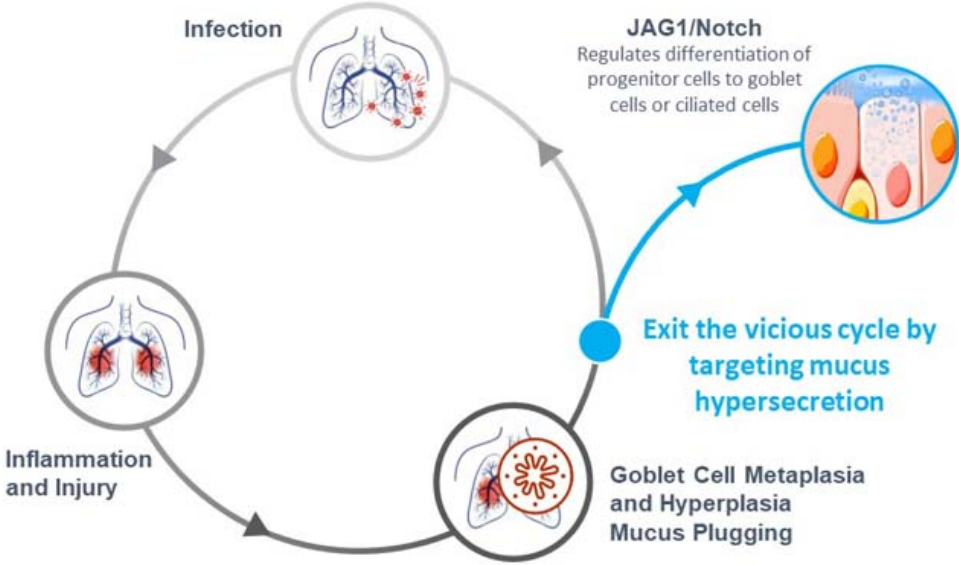 Infection
JAG1/Notch
Regulates differentiation of
progenitor cells to goblet
cells or ciliated cells
Exit the vicious cycle by
targeting mucus
hypersecretion
Inflammation
and Injury
Goblet Cell Metaplasia
and Hyperplasia
Mucus Plugging